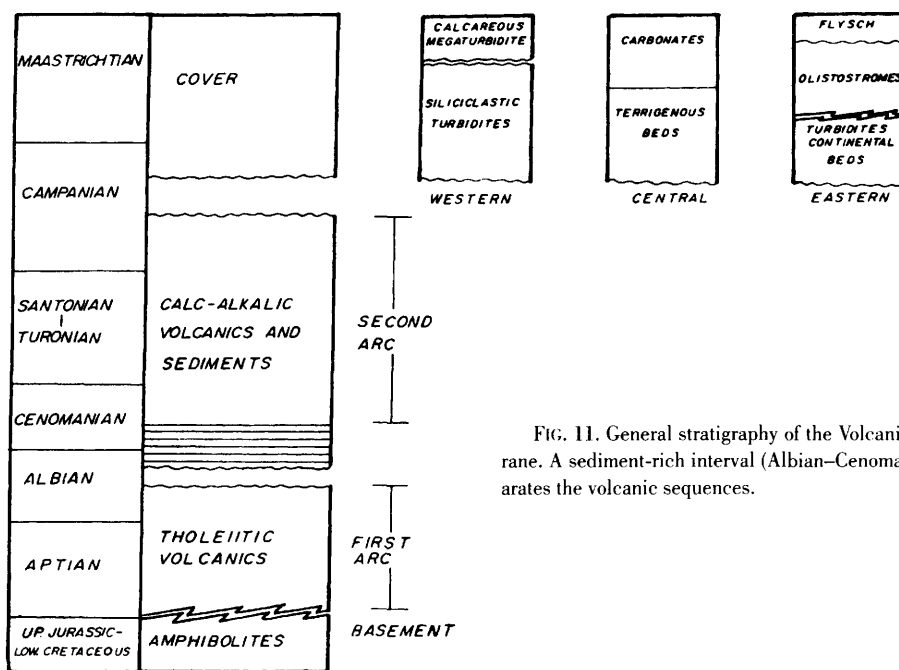 MAASTRICHTIAN
CAMPANIAN
SANTONIAN
TURONIAN
CENOMANIAN
ALBIAN
APTIAN
UP. JURASSIC-
LOW. CRETACEOUS
COVER
CALC-ALKALIC
VOLCANICS AND
SEDIMENTS
THOLEIITIC
VOLCANICS
AMPHIBOLITES
SECOND
ARC
FIRST
ARC
BASEMENT
CALCAREOUS
MEGATURBIDITE
SILICICLASTIC
TURBIDITES
WESTERN
CARBONATES
TERRIGENOUS
BEDS
CENTRAL
FLYSCH
OLISTOSTROMES
TURBIDITES
CONTINENTAL
BEDS
EASTERN
FIG. 11. General stratigraphy of the Volcani
rane. A sediment-rich interval (Albian–Cenoma
arates the volcanic sequences.